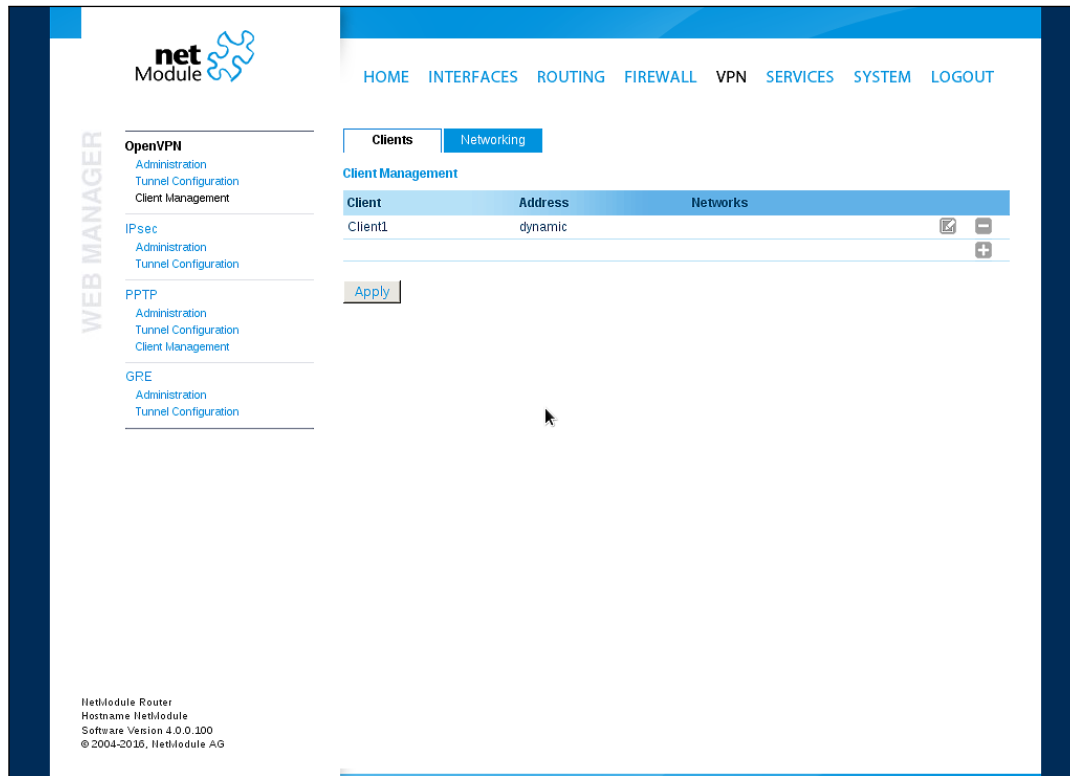 net
Module
HOME INTERFACES ROUTING FIREWALL VPN SERVICES SYSTEM LOGOUT
WEB MANAGER
OpenVPN
Administration
Tunnel Configuration
Client Management
IPsec
Administration
Tunnel Configuration
PPTP
Administration
Tunnel Configuration
Client Management
GRE
Administration
Tunnel Configuration
Clients Networking
Client Management
Client Address Networks
Client1 dynamic
Apply
NetModule Router
Hostname NetModule
Software Version 4.0.0.100
© 2004-2016, NetModule AG